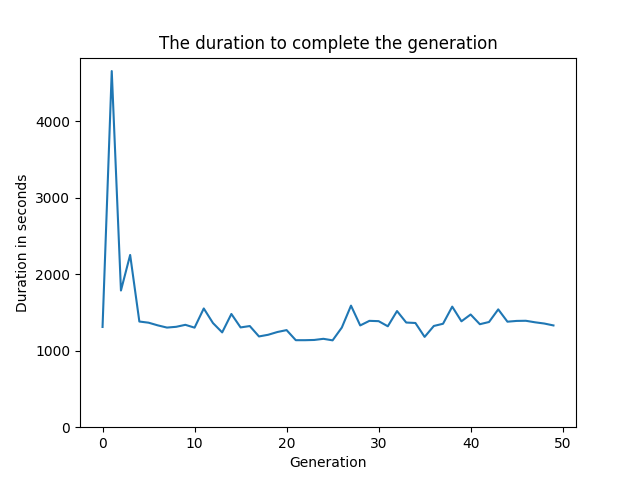 The duration to complete the generation
Duration in seconds
4000
3000
2000
1000
0
0 10 20 30 40 50
Generation